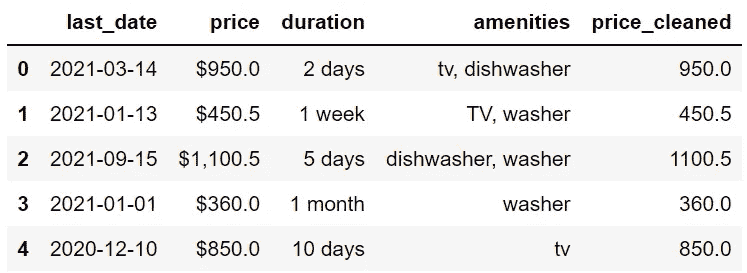 last_date price duration amenities price_cleaned
0 2021-03-14 $950.0 2 days tv, dishwasher 950.0
1 2021-01-13 $450.5 1 week TV, washer 450.5
2 2021-09-15 $1,100.5 5 days dishwasher, washer 1100.5
3 2021-01-01 $360.0 1 month washer 360.0
4 2020-12-10 $850.0 10 days tv 850.0